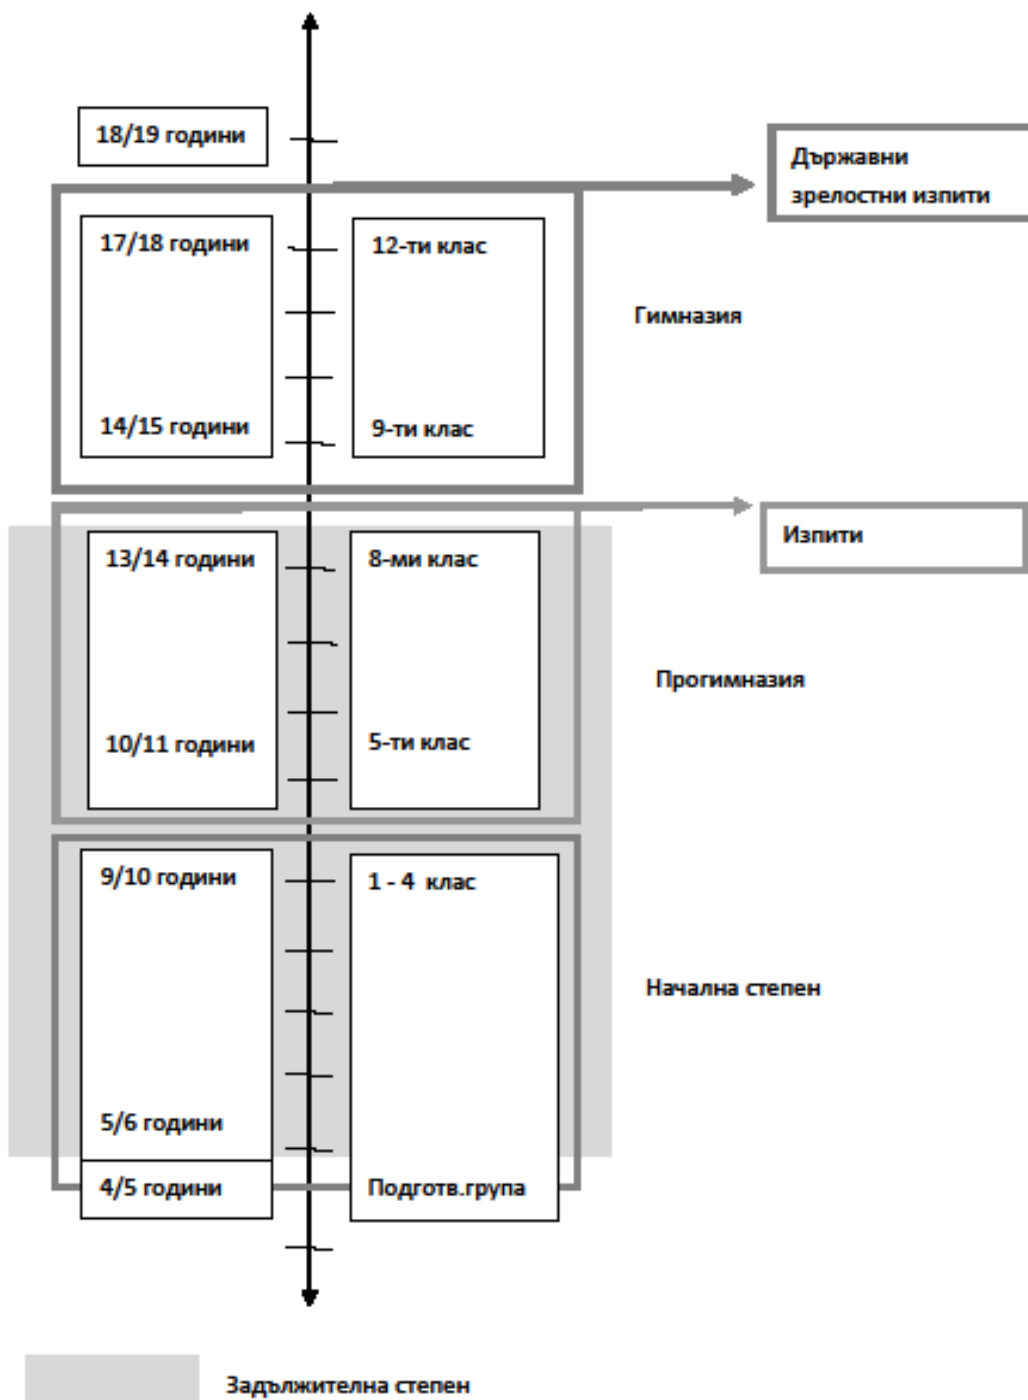 18/19 години
Държавни
зрелостни изпити
17/18 години
12-ти клас
Гимназия
14/15 години
9-ти клас
Изпити
13/14 години
8-ми клас
Прогимназия
10/11 години
5-ти клас
9/10 години
1 - 4 клас
Начална степен
5/6 години
4/5 години
Подготв.група
Задължителна степен